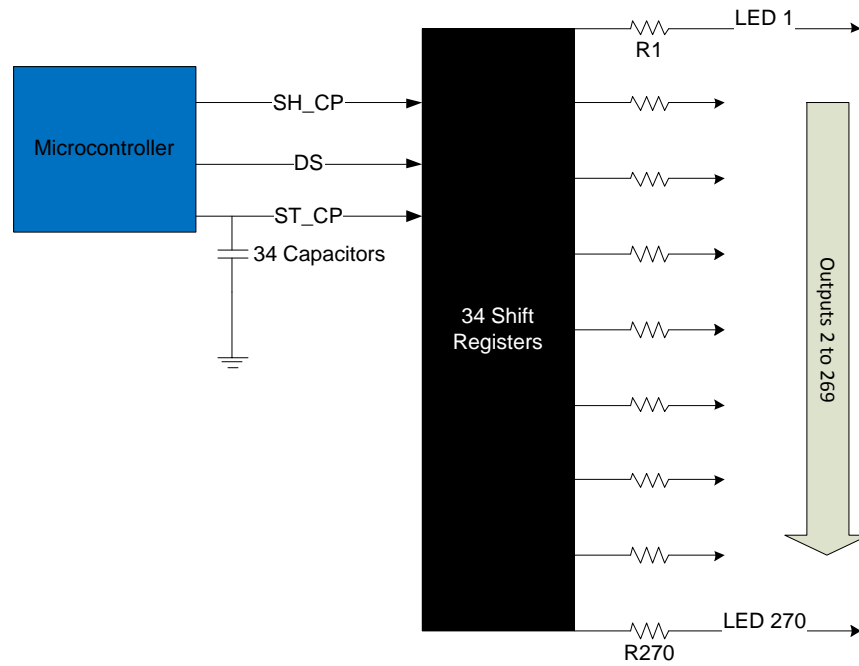 LED 1
R1
SH_CP
Microcontroller
DS
ST_CP
34 Capacitors
34 Shift
Registers
Outputs 2 to 269
LED 270
R270